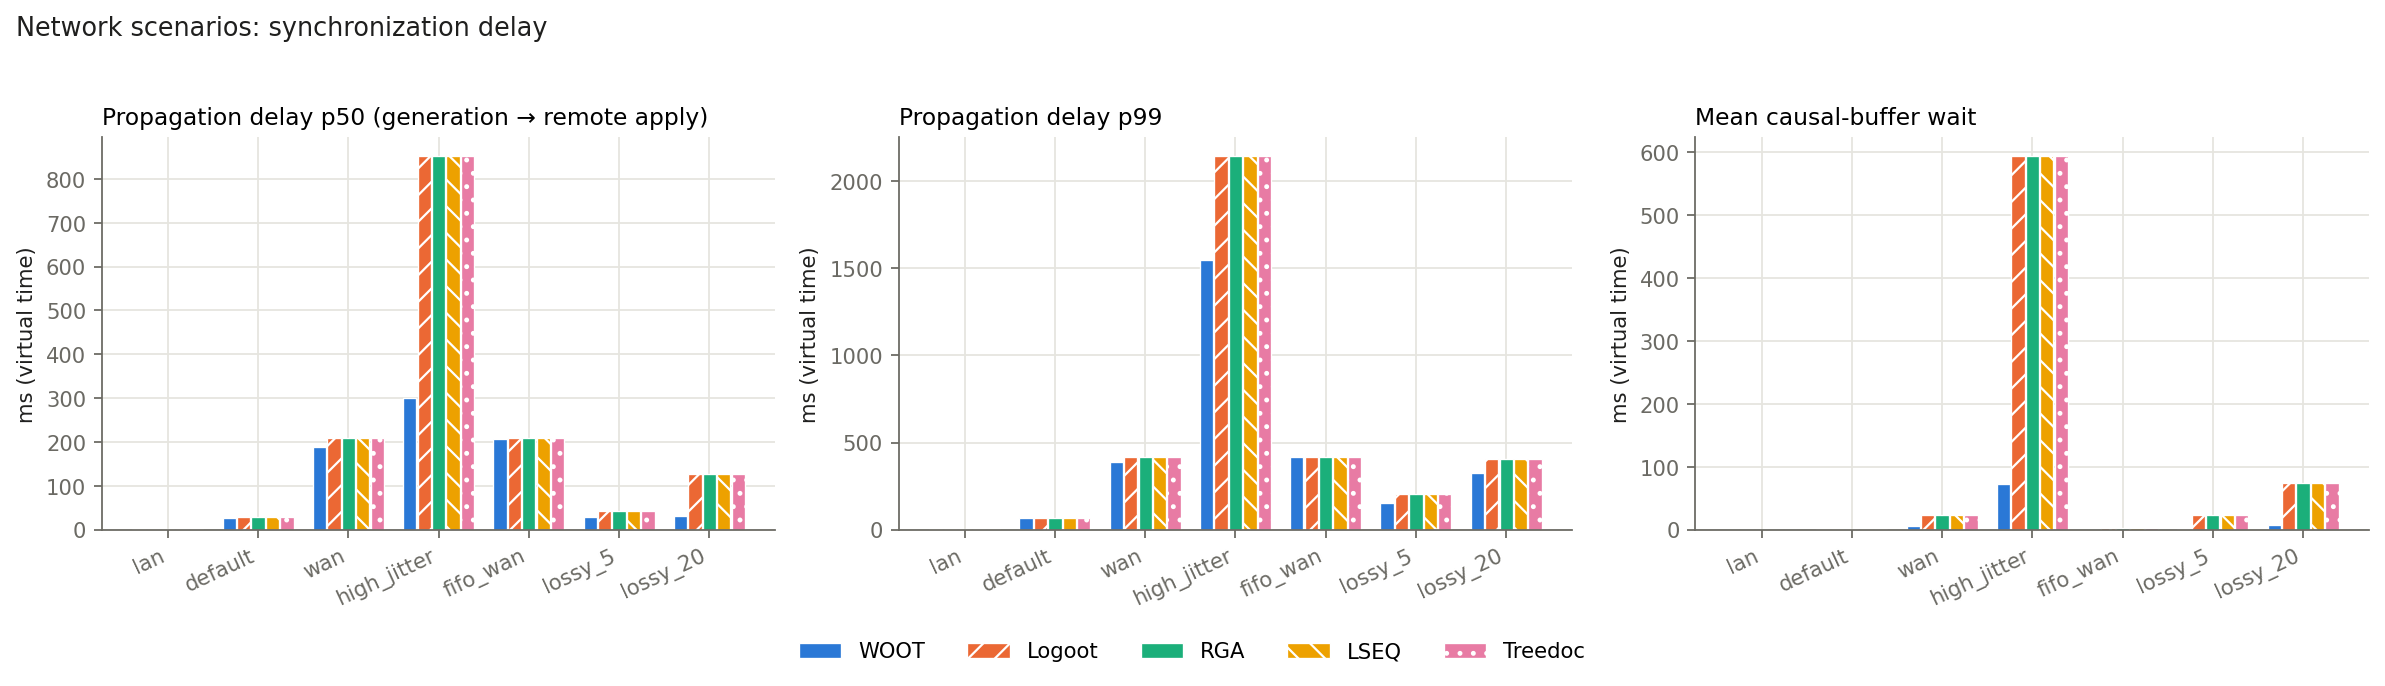 Network scenarios: synchronization delay
Propagation delay p50 (generation → remote apply)
ms (virtual time)
800
700
600
500
400
300
200
100
0
lan
default
wan
high_jitter
fifo_wan
lossy_5
lossy_20
Propagation delay p99
ms (virtual time)
2000
1500
1000
500
0
lan
default
wan
high_jitter
fifo_wan
lossy_5
lossy_20
Mean causal-buffer wait
ms (virtual time)
600
500
400
300
200
100
0
lan
default
wan
high_jitter
fifo_wan
lossy_5
lossy_20
WOOT
Logoot
RGA
LSEQ
Treedoc